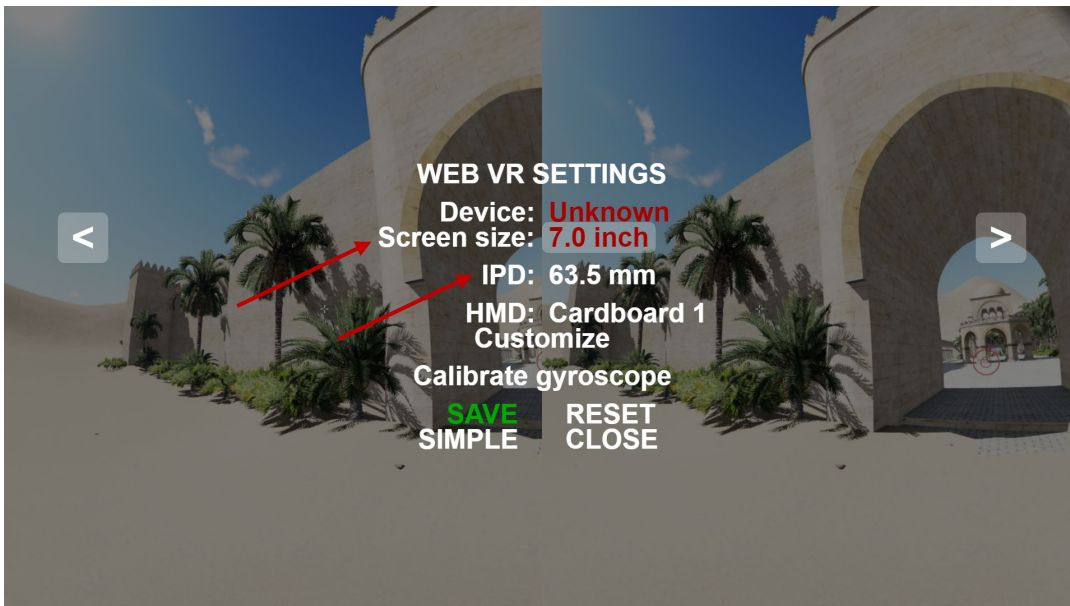 WEB VR SETTINGS
Device: Unknown
Screen size: 7.0 inch
< >
IPD: 63.5 mm
HMD: Cardboard 1
Customize
Calibrate gyroscope
SAVE RESET
SIMPLE CLOSE